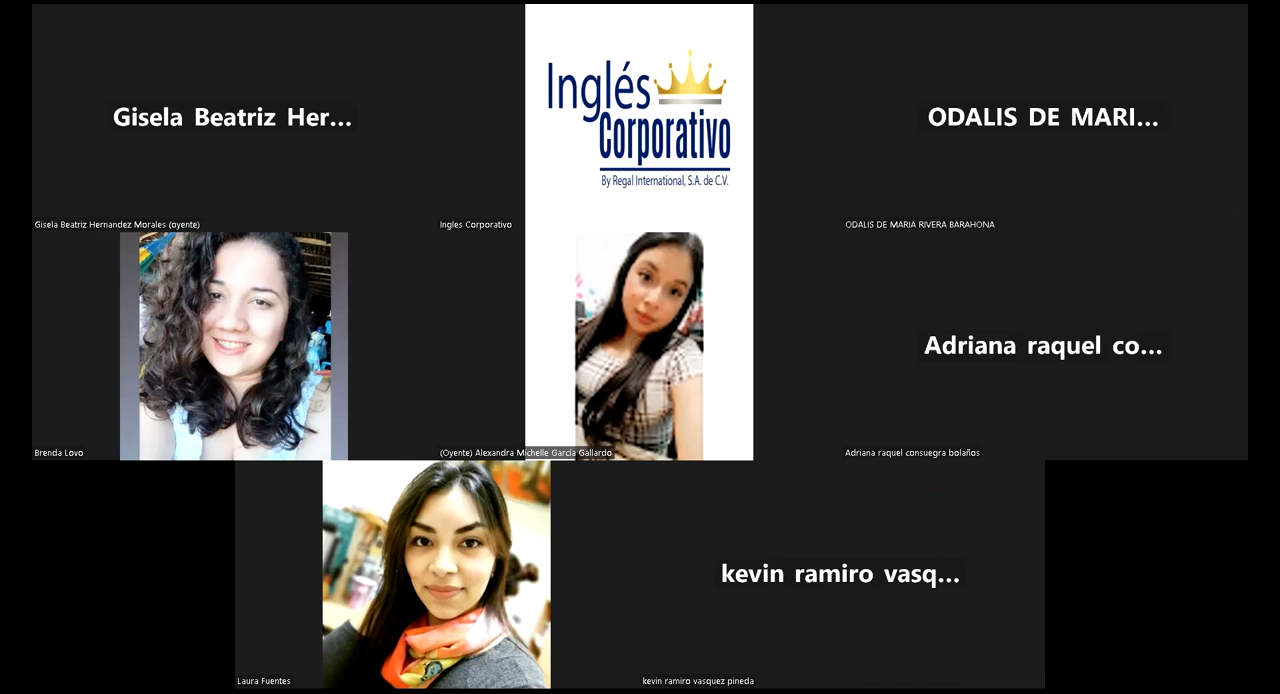 Gisela Beatriz Her...
Gisela Beatriz Hernandez Morales (oyente)
Inglés
Corporativo
By Regal International, S.A. de C.V.
Ingles Corporativo
ODALIS DE MARI...
ODALIS DE MARIA RIVERA BARAHONA
Brenda Lovo
(Oyente) Alexandra Michelle García Gallardo
Adriana raquel co...
Adriana raquel consuegra bolaños
Laura Fuentes
kevin ramiro vasq...
kevin ramiro vasquez pineda